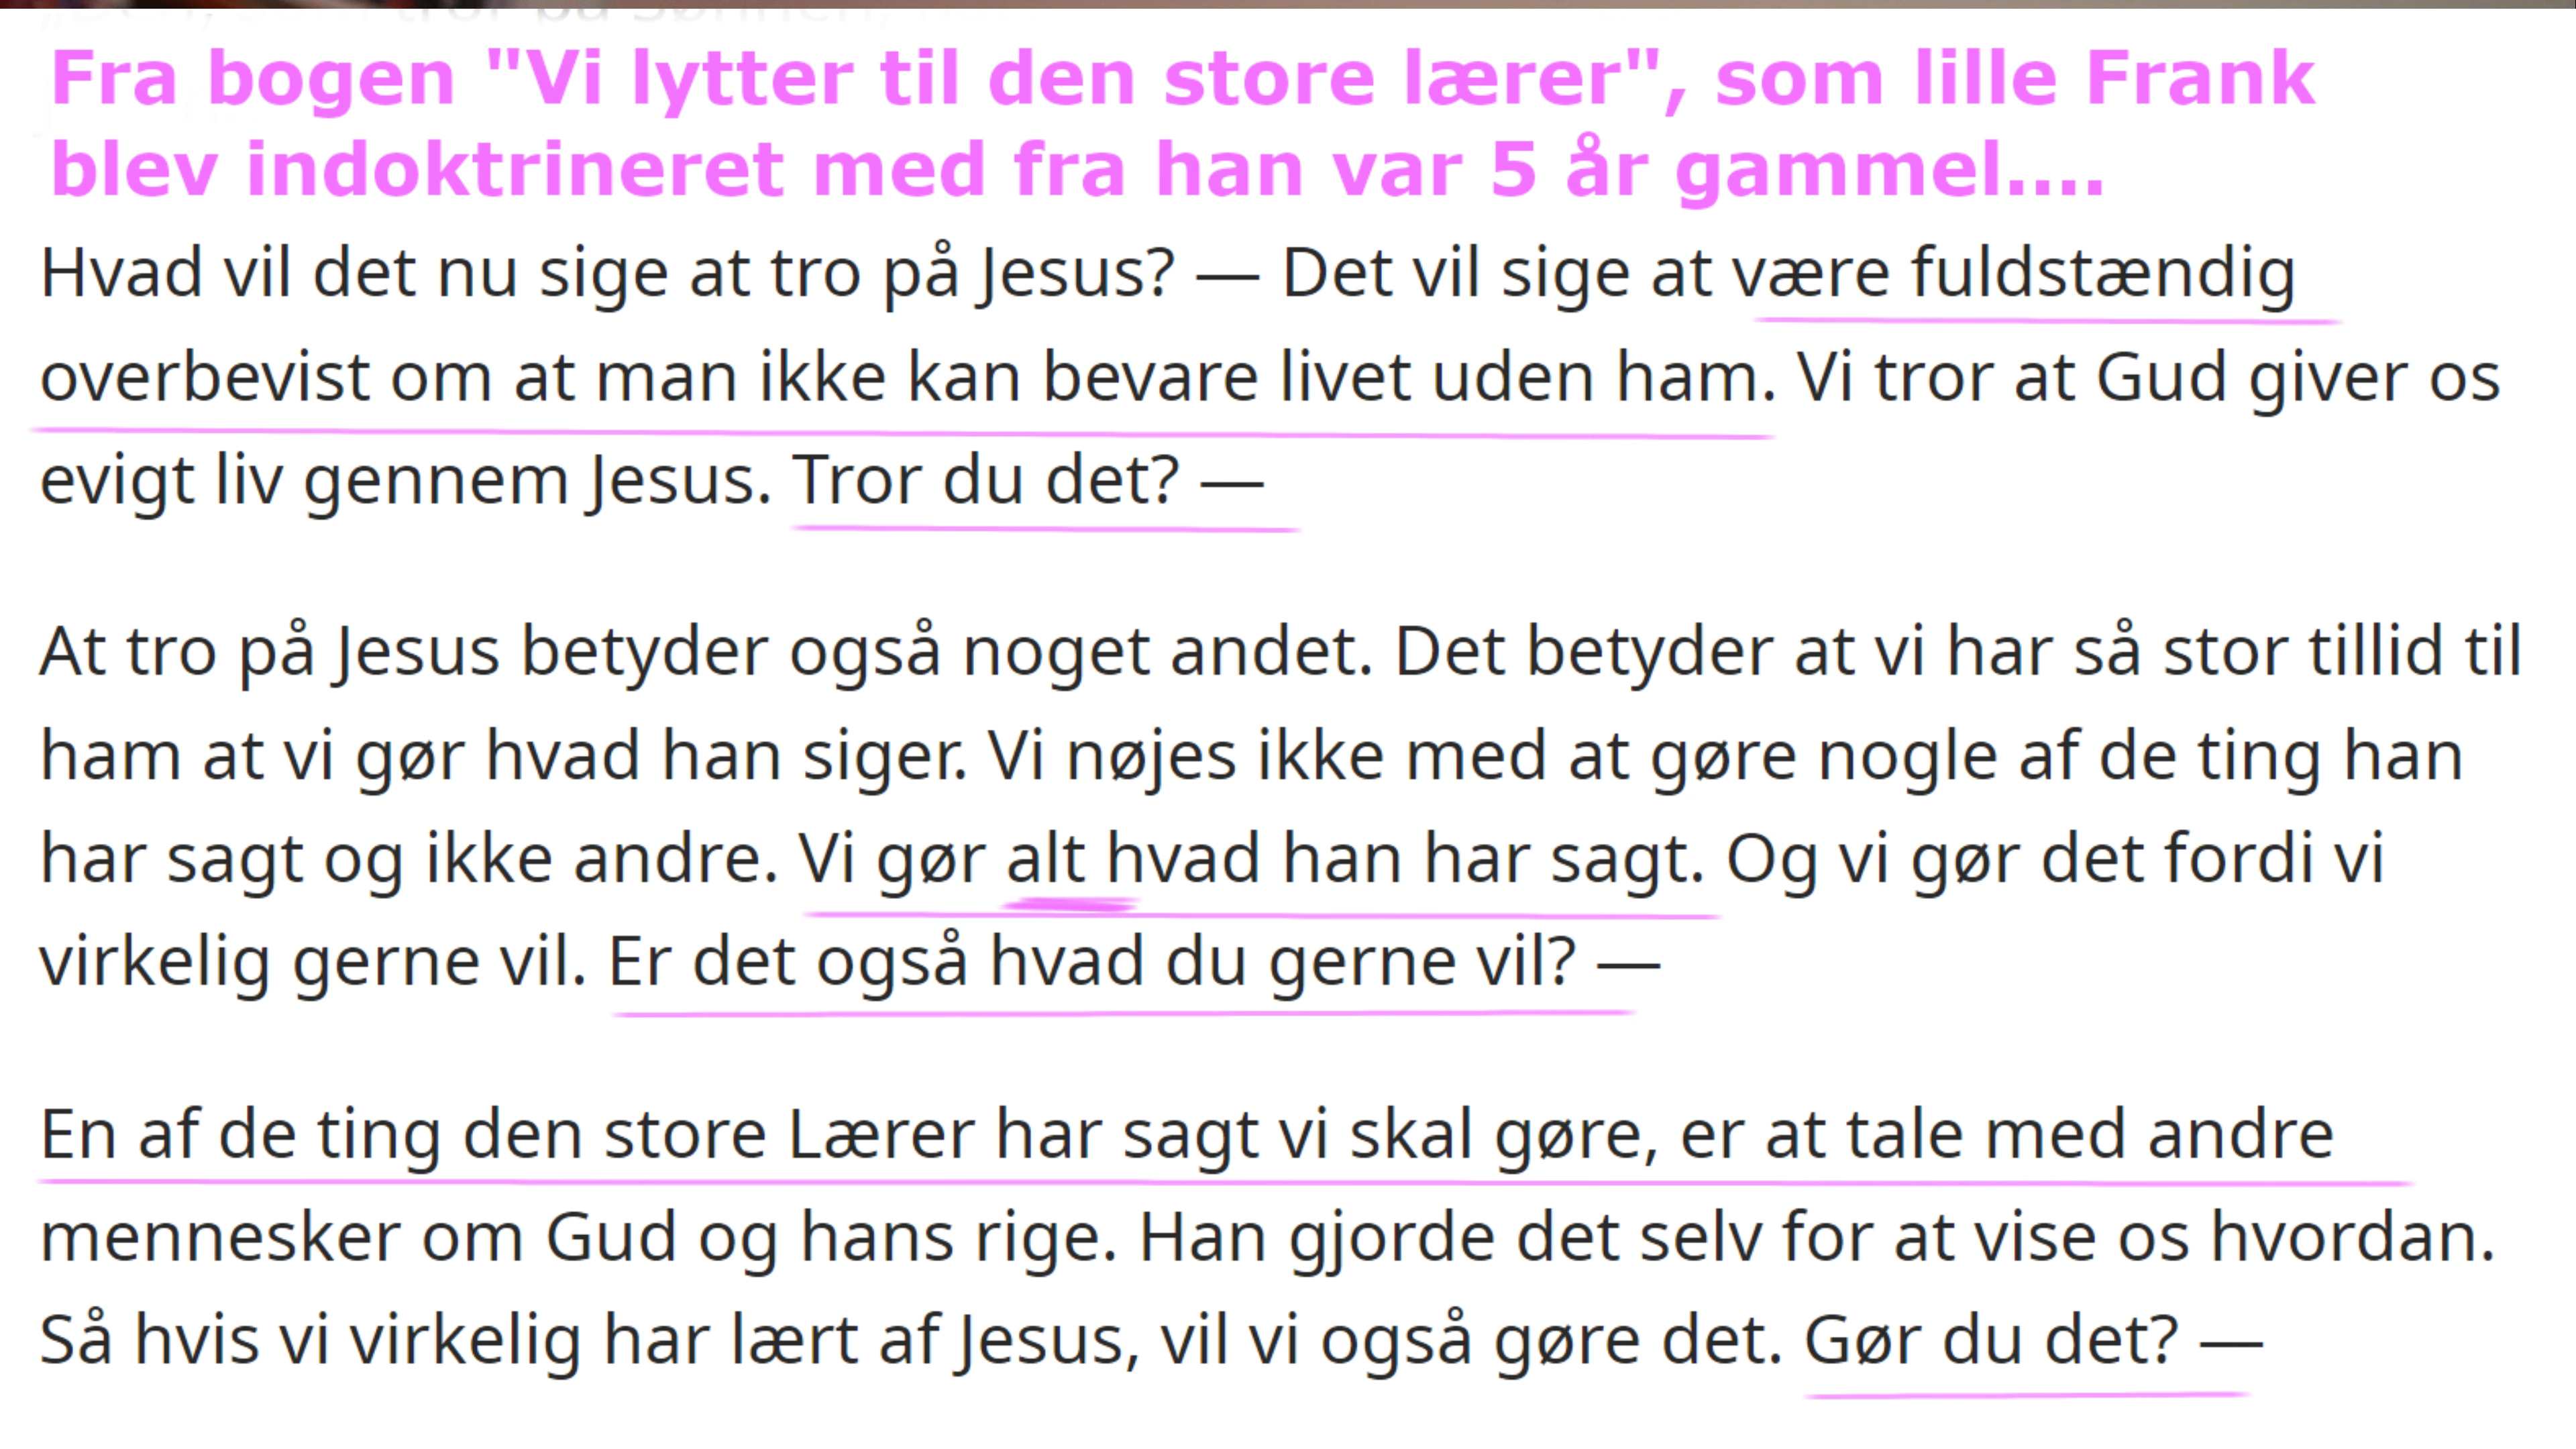 Fra bogen "Vi lytter til den store lærer", som lille Frank
blev indoktrineret med fra han var 5 år gammel....
Hvad vil det nu sige at tro på Jesus? — Det vil sige at være fuldstændig
overbevist om at man ikke kan bevare livet uden ham. Vi tror at Gud giver os
evigt liv gennem Jesus. Tror du det? —
At tro på Jesus betyder også noget andet. Det betyder at vi har så stor tillid til
ham at vi gør hvad han siger. Vi nøjes ikke med at gøre nogle af de ting han
har sagt og ikke andre. Vi gør alt hvad han har sagt. Og vi gør det fordi vi
virkelig gerne vil. Er det også hvad du gerne vil? —
En af de ting den store Lærer har sagt vi skal gøre, er at tale med andre
mennesker om Gud og hans rige. Han gjorde det selv for at vise os hvordan.
Så hvis vi virkelig har lært af Jesus, vil vi også gøre det. Gør du det? —